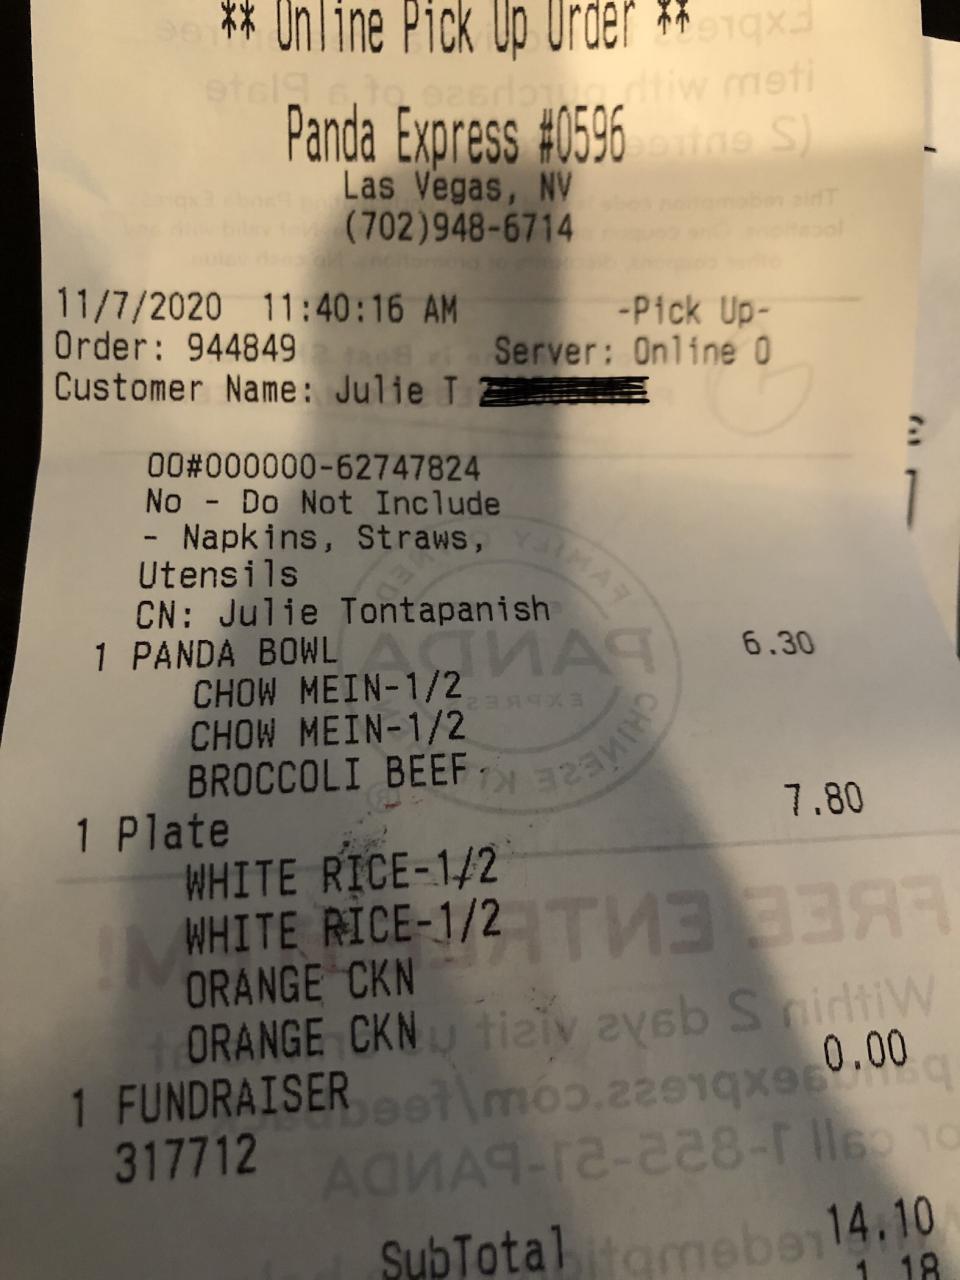 ** Online Pick Up Order **
Panda Express #0596
Las Vegas, NV
(702)948-6714
11/7/2020 11:40:16 AM -Pick Up-
Order: 944849 Server: Online O
Customer Name: Julie T
00#000000-62747824
No - Do Not Include
- Napkins, Straws,
Utensils
CN: Julie Tontapanish
1 PANDA BOWL 6.30
CHOW MEIN-1/2
CHOW MEIN-1/2
BROCCOLI BEEF
1 Plate 7.80
WHITE RICE-1/2
WHITE RICE-1/2
ORANGE CKN
ORANGE CKN
1 FUNDRAISER 0.00
317712
SubTotal 14.10
1.18